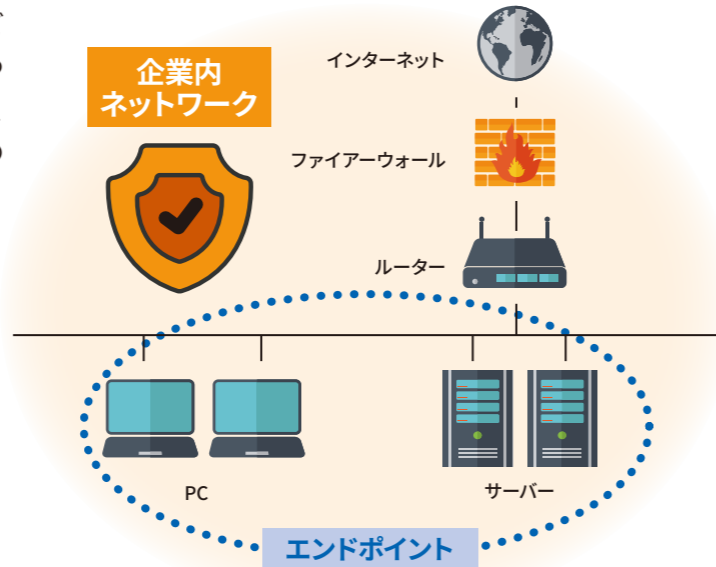 企業内
ネットワーク
インターネット
ファイアーウォール
ルーター
PC
サーバー
エンドポイント